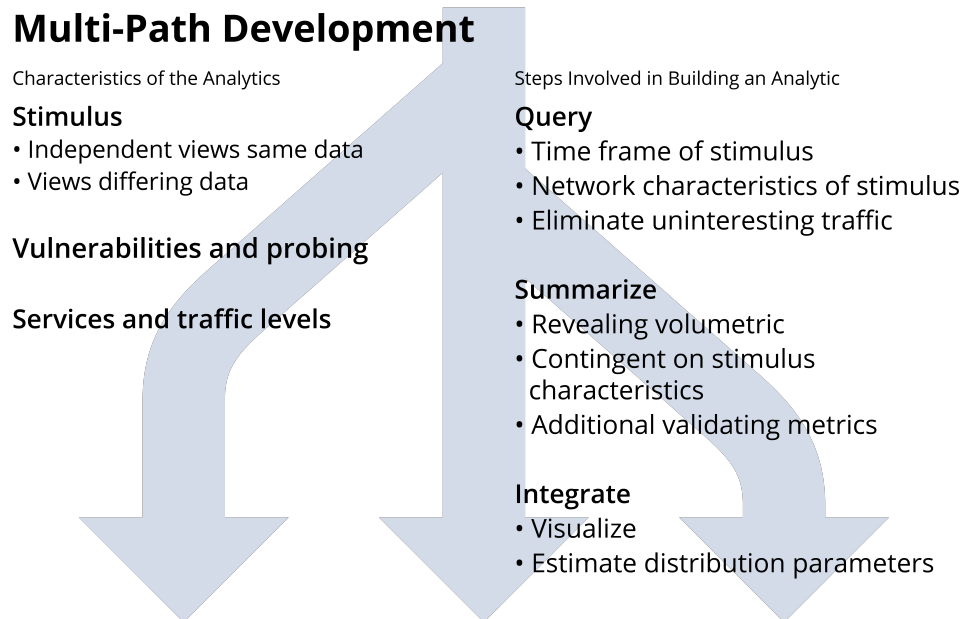 Multi-Path Development
Characteristics of the Analytics
Stimulus
• Independent views same data
• Views differing data
Vulnerabilities and probing
Services and traffic levels
Steps Involved in Building an Analytic
Query
• Time frame of stimulus
• Network characteristics of stimulus
• Eliminate uninteresting traffic
Summarize
• Revealing volumetric
• Contingent on stimulus
characteristics
• Additional validating metrics
Integrate
• Visualize
• Estimate distribution parameters